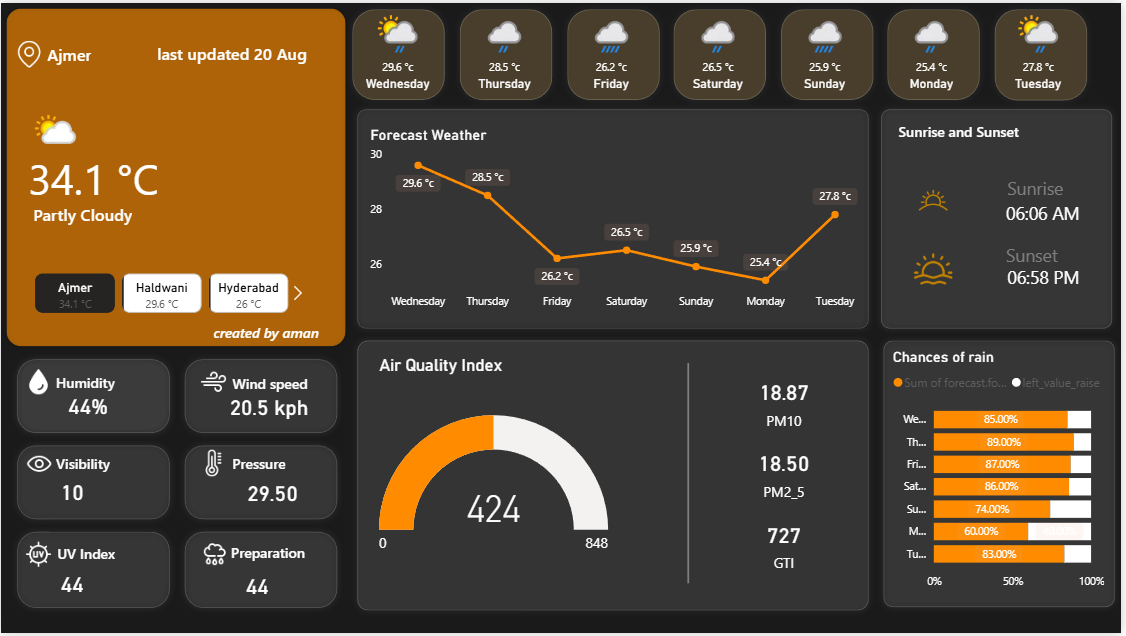 Ajmer
last updated 20 Aug
34.1 °C
Partly Cloudy
Ajmer
34.1 °C
Haldwani
29.6 °C
Hyderabad
26 °C
created by aman
29.6 °c
Wednesday
28.5 °c
Thursday
26.2 °c
Friday
26.5 °c
Saturday
25.9 °c
Sunday
25.4 °c
Monday
27.8 °c
Tuesday
Forecast Weather
30
28
26
29.6 °c
28.5 °c
26.2 °c
26.5 °c
25.9 °c
25.4 °c
27.8 °c
Wednesday Thursday Friday Saturday Sunday Monday Tuesday
Sunrise and Sunset
Sunrise
06:06 AM
Sunset
06:58 PM
Humidity
44%
Wind speed
20.5 kph
Visibility
10
Pressure
29.50
UV
UV Index
44
Preparation
44
Air Quality Index
424
0
848
18.87
PM10
18.50
PM2_5
727
GTI
Chances of rain
Sum of forecast.fo... left_value_raise
We... 85.00%
Th... 89.00%
Fri... 87.00%
Sat... 86.00%
Su... 74.00%
M... 60.00%
Tu... 83.00%
0% 50% 100%